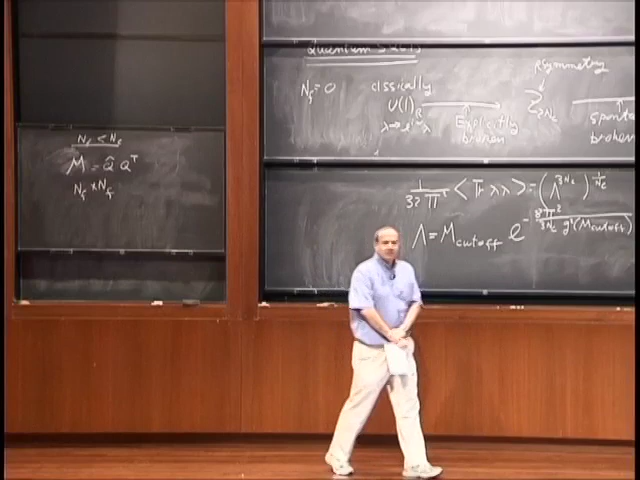 N_f < N_c
M = Q̃ Q^T
N_f × N_f
Quantum SQCD
N_f = 0
classically
U(1)_R
λ → e^{iα} λ
Explicitly
broken
R symmetry
Z_{2N_c}
sponta
broken
1/32π² <Tr λλ> = (Λ^{3N_c})^{1/N_c}
Λ = M_cutoff e^{-8π²/3N_c g²(M_cutoff)}